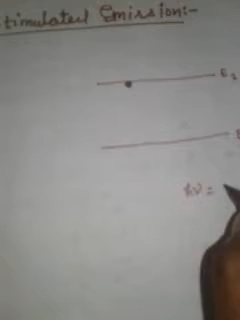 timulated Emission:-
E₂
E
hν =